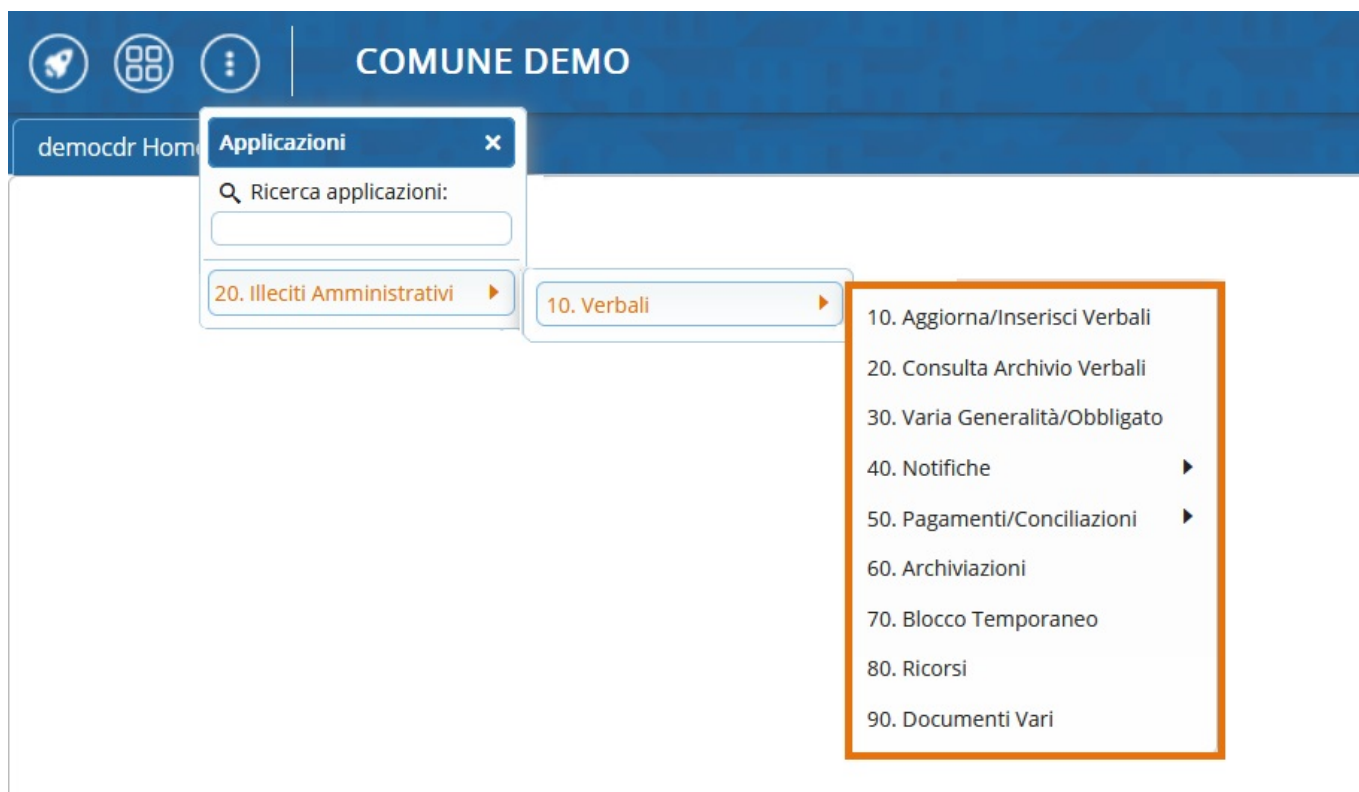 COMUNE DEMO
democdr Hom
Applicazioni
Ricerca applicazioni:
20. Illeciti Amministrativi
10. Verbali
10. Aggiorna/Inserisci Verbali
20. Consulta Archivio Verbali
30. Varia Generalità/Obbligato
40. Notifiche
50. Pagamenti/Conciliazioni
60. Archiviazioni
70. Blocco Temporaneo
80. Ricorsi
90. Documenti Vari